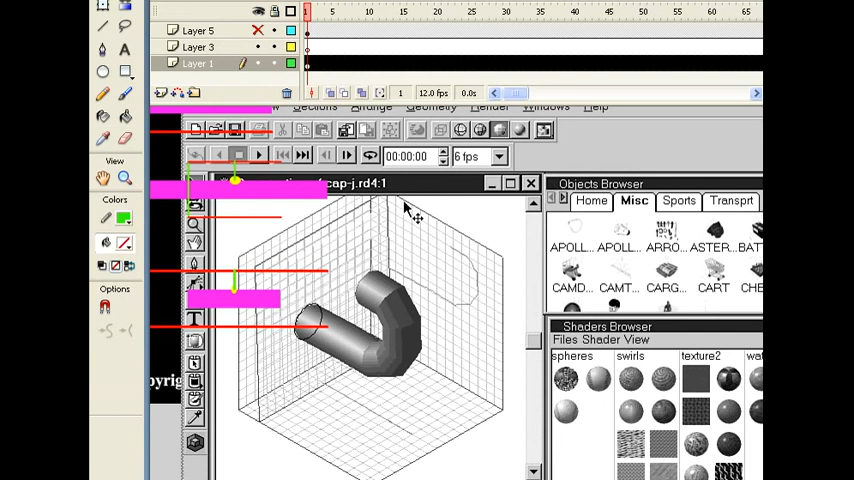 5 10 15 20 25 30 35 40 45 50 55 60 65
Layer 5
Layer 3
Layer 1
1 12.0 fps 0.0s
Sections Arrange Geometry Render Windows Help
00:00:00 6 fps
cap-j.rd4:1
Objects Browser
Home Misc Sports Transprt
APOLL... APOLL... ARRO... ASTER... BATT
CAMD... CAMT... CARG... CART CHE
Shaders Browser
Files Shader View
spheres swirls texture2 wat
View
Colors
Options
pyrig